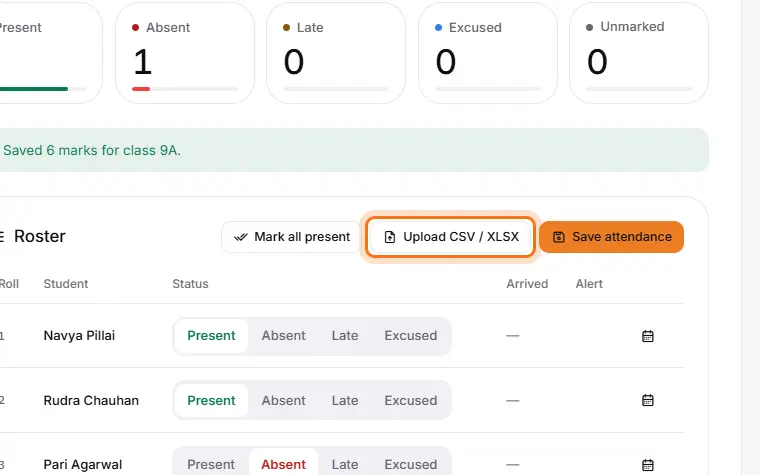 Present Absent Late Excused Unmarked
1 0 0 0
Saved 6 marks for class 9A.
Roster Mark all present Upload CSV / XLSX Save attendance
Roll Student Status Arrived Alert
1 Navya Pillai Present Absent Late Excused —
2 Rudra Chauhan Present Absent Late Excused —
3 Pari Agarwal Present Absent Late Excused —